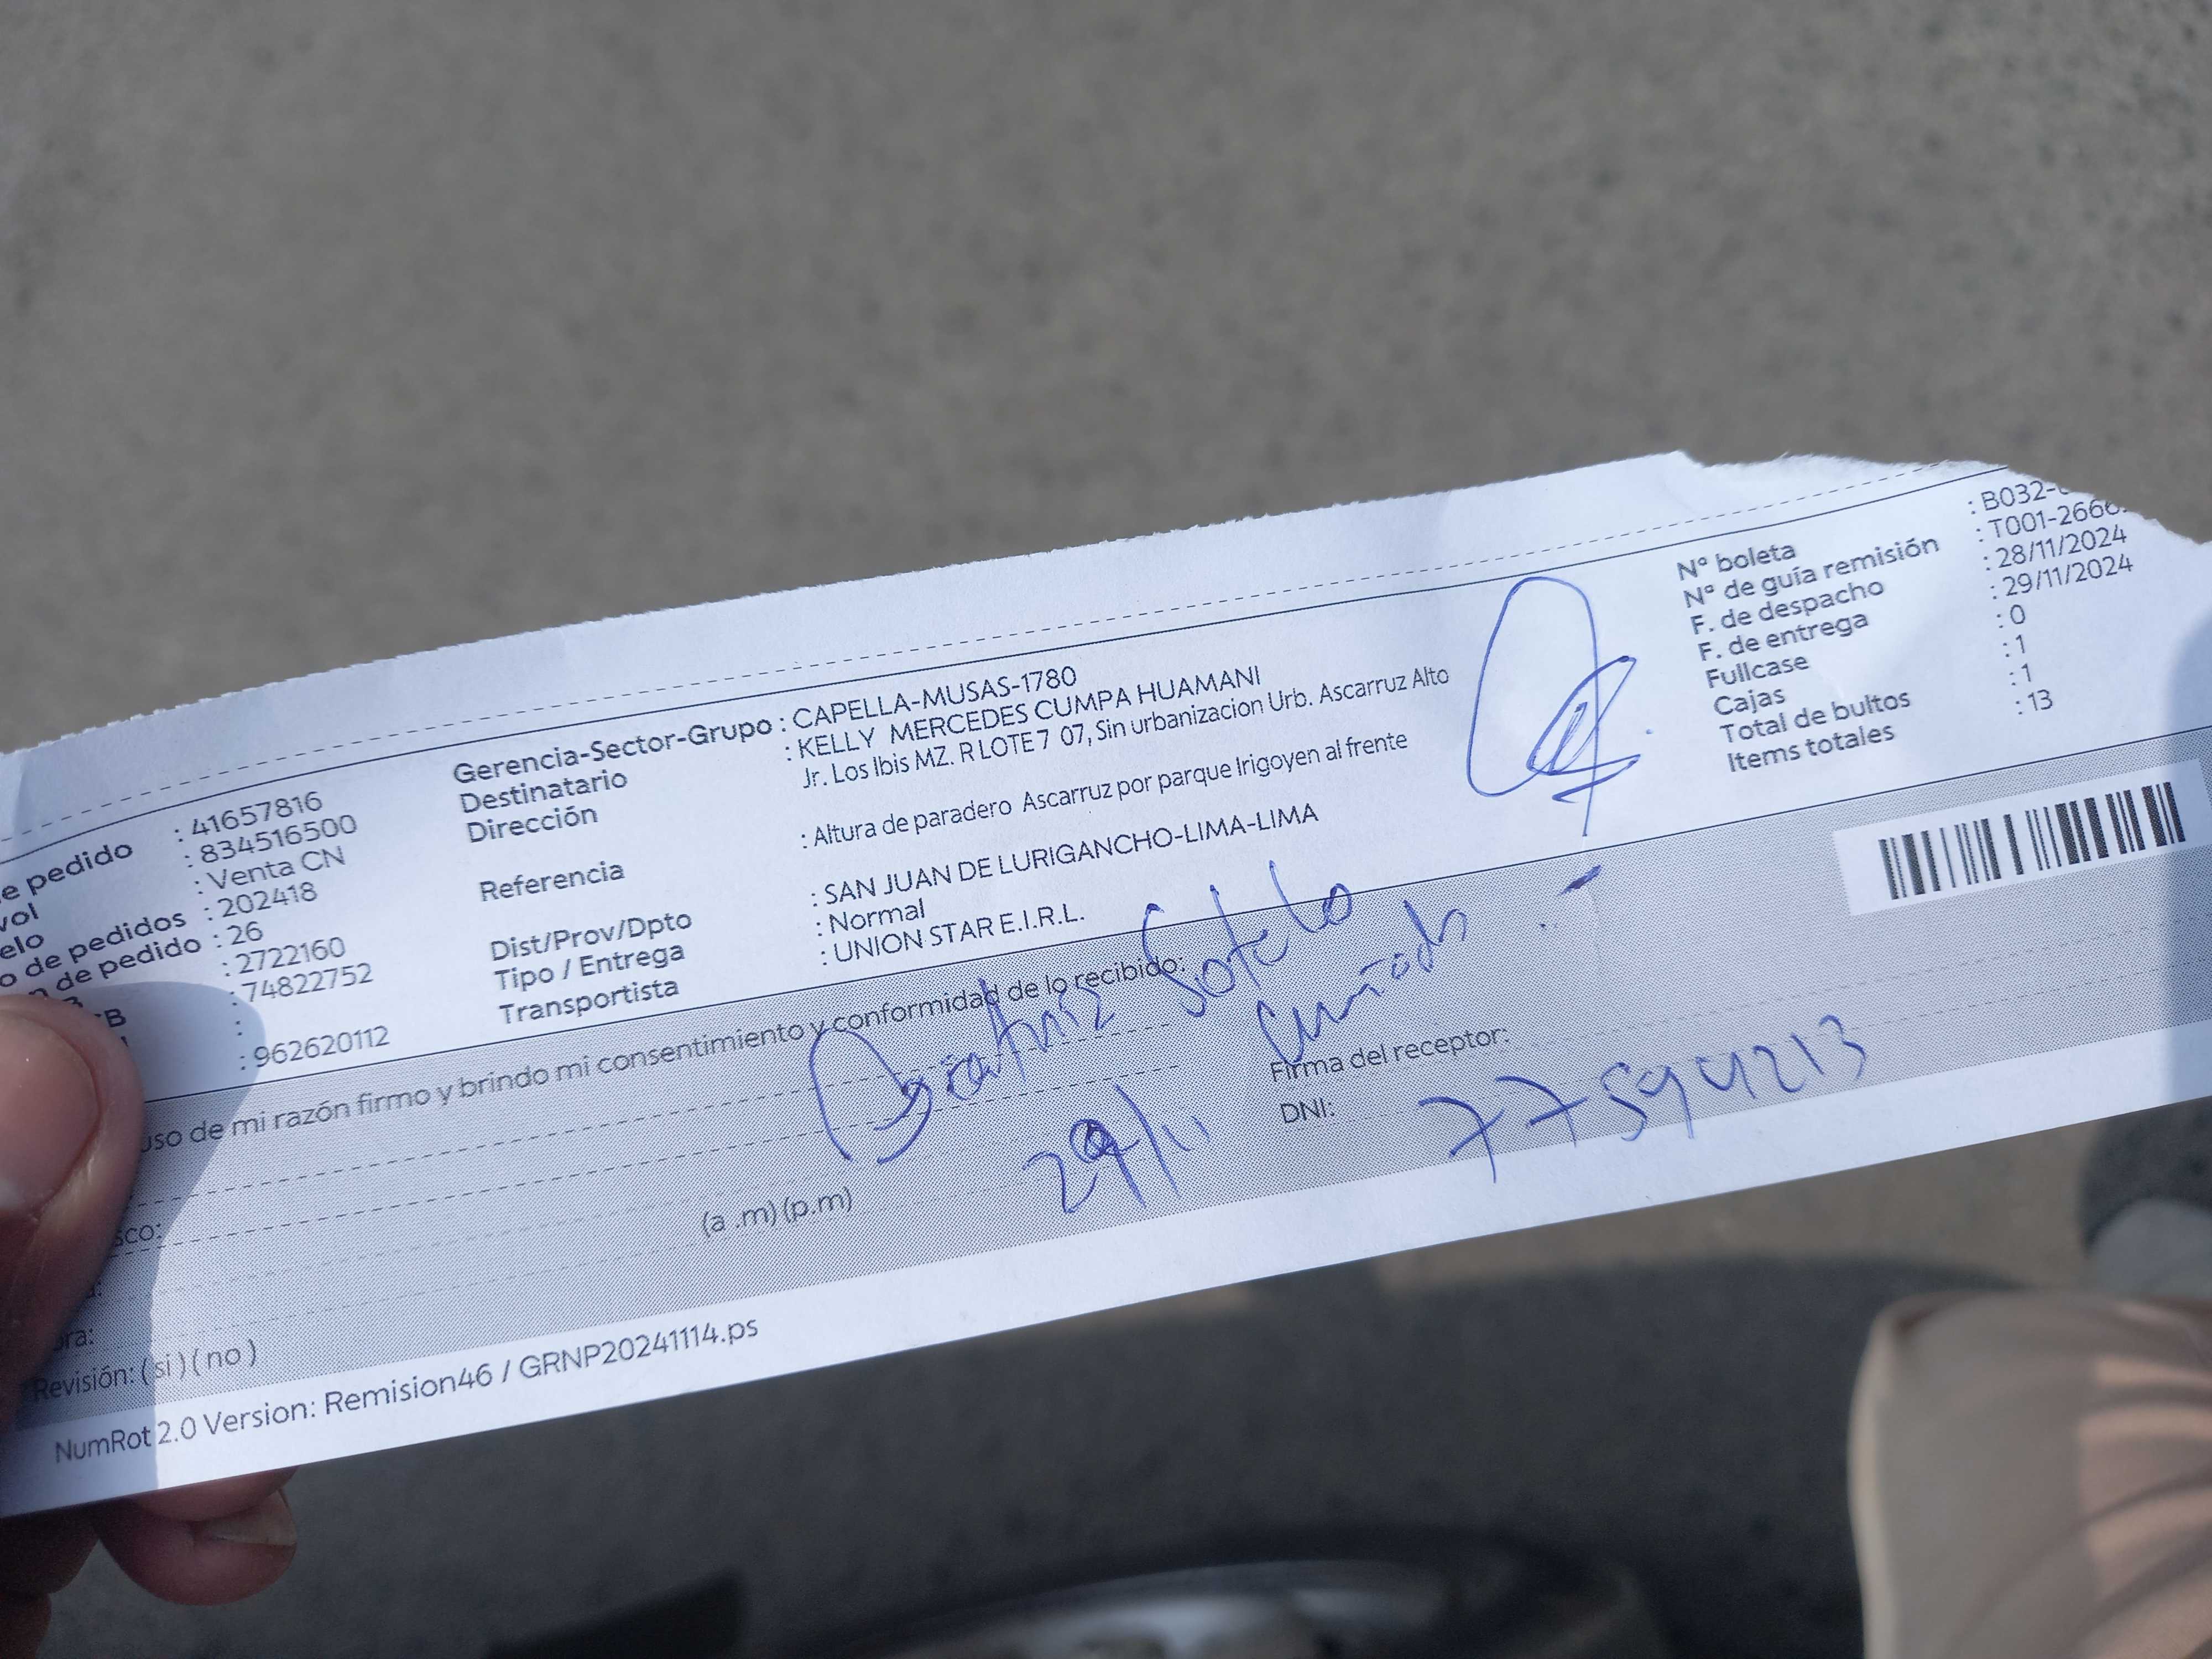 e pedido : 41657816
vol : 834516500
elo : Venta CN
o de pedidos : 202418
n de pedido : 26
: 2722160
CB : 74822752
:
: 962620112
Gerencia-Sector-Grupo : CAPELLA-MUSAS-1780
Destinatario : KELLY MERCEDES CUMPA HUAMANI
Dirección Jr. Los Ibis MZ. R LOTE 7 07, Sin urbanizacion Urb. Ascarruz Alto
Referencia : Altura de paradero Ascarruz por parque Irigoyen al frente
Dist/Prov/Dpto : SAN JUAN DE LURIGANCHO-LIMA-LIMA
Tipo / Entrega : Normal
Transportista : UNION STAR E.I.R.L.
N° boleta : B032-
N° de guía remisión : T001-266
F. de despacho : 28/11/2024
F. de entrega : 29/11/2024
Fullcase : 0
Cajas : 1
Total de bultos : 1
Items totales : 13
uso de mi razón firmo y brindo mi consentimiento y conformidad de lo recibido:
Beatriz Sotelo
Cuñada
Firma del receptor:
sco:
29/11
DNI: 77594213
(a .m) (p.m)
ora:
Revisión: ( si ) ( no )
NumRot 2.0 Version: Remision46 / GRNP20241114.ps